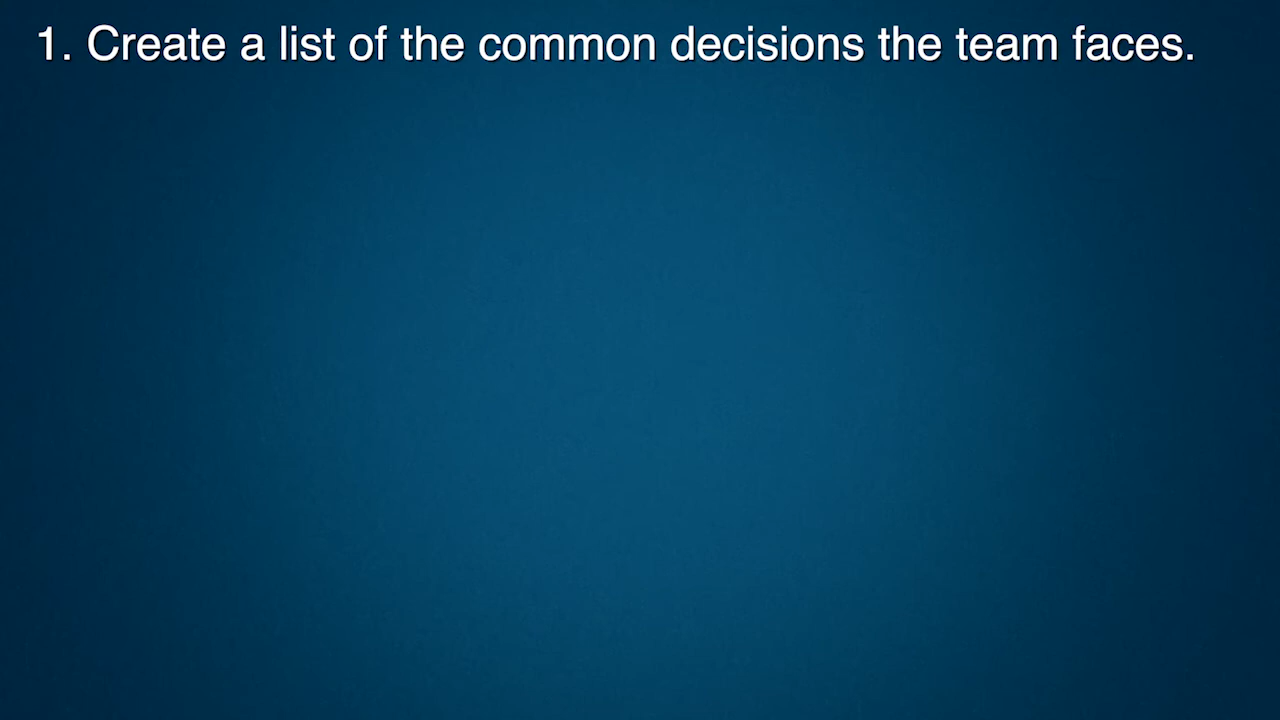 1. Create a list of the common decisions the team faces.